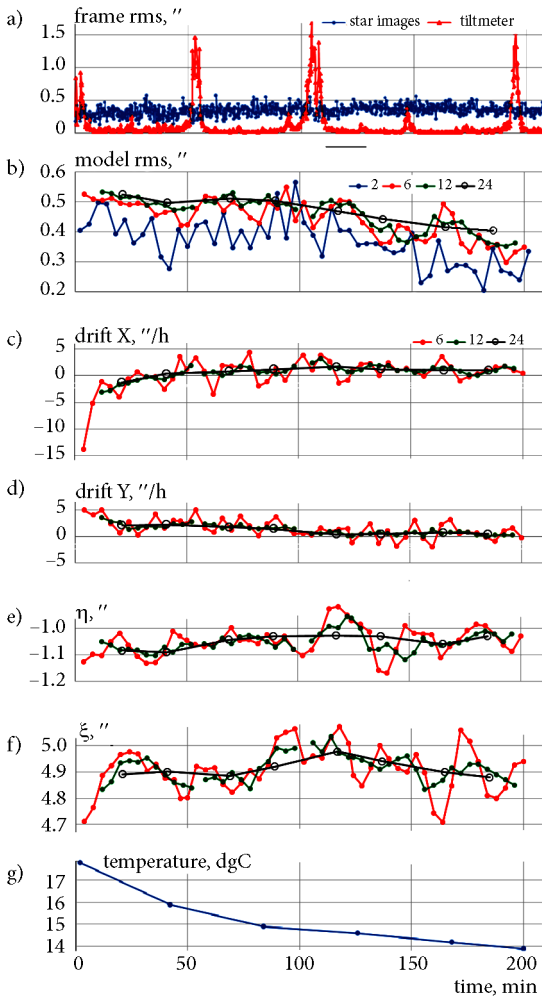 a) frame rms, ″
star images tiltmeter
1.5
1.0
0.5
0
b) model rms, ″
0.6
2 6 12 24
0.5
0.4
0.3
0.2
c) drift X, ″/h
6 12 24
5
0
−5
−10
−15
d) drift Y, ″/h
5
0
−5
e) η, ″
−1.0
−1.1
−1.2
f) ξ, ″
5.0
4.9
4.8
4.7
g) temperature, dgC
17
16
15
14
0 50 100 150 200
time, min